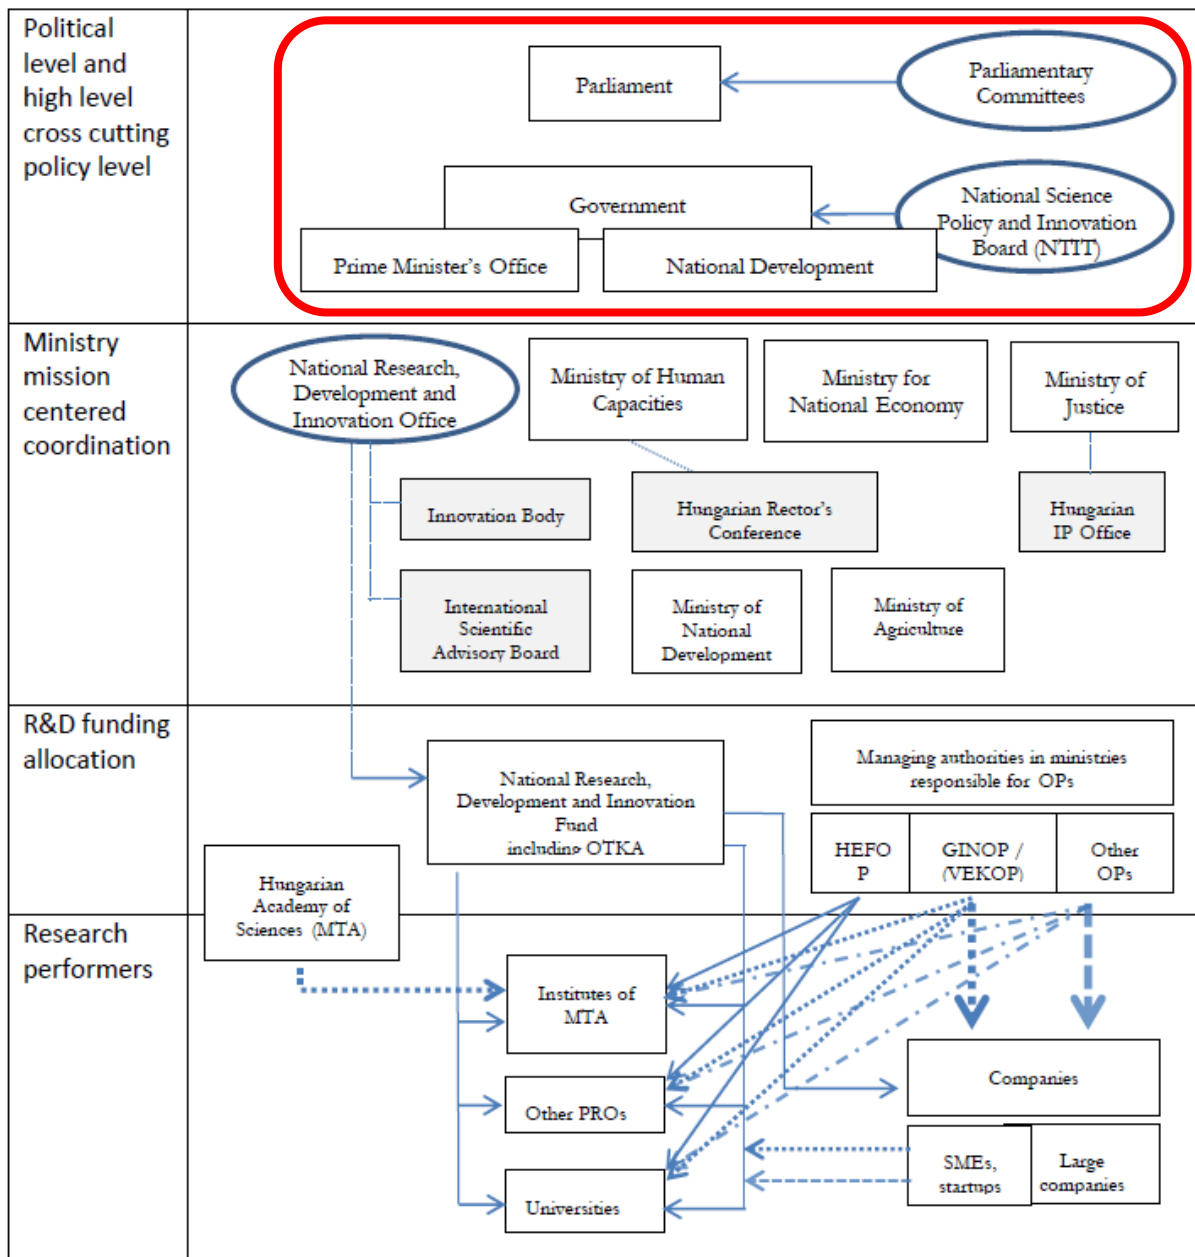 Political
level and
high level
cross cutting
policy level
Parliament
Parliamentary
Committees
Government
National Science
Policy and Innovation
Board (NTIT)
Prime Minister's Office
National Development
Ministry
mission
centered
coordination
National Research,
Development and
Innovation Office
Ministry of Human
Capacities
Ministry for
National Economy
Ministry of
Justice
Innovation Body
Hungarian Rector's
Conference
Hungarian
IP Office
International
Scientific
Advisory Board
Ministry of
National
Development
Ministry of
Agriculture
R&D funding
allocation
National Research,
Development and Innovation
Fund
including OTKA
Managing authorities in ministries
responsible for OPs
HEFO
P
GINOP /
(VEKOP)
Other
OPs
Hungarian
Academy of
Sciences (MTA)
Research
performers
Institutes of
MTA
Other PROs
Universities
Companies
SMEs,
startups
Large
companies